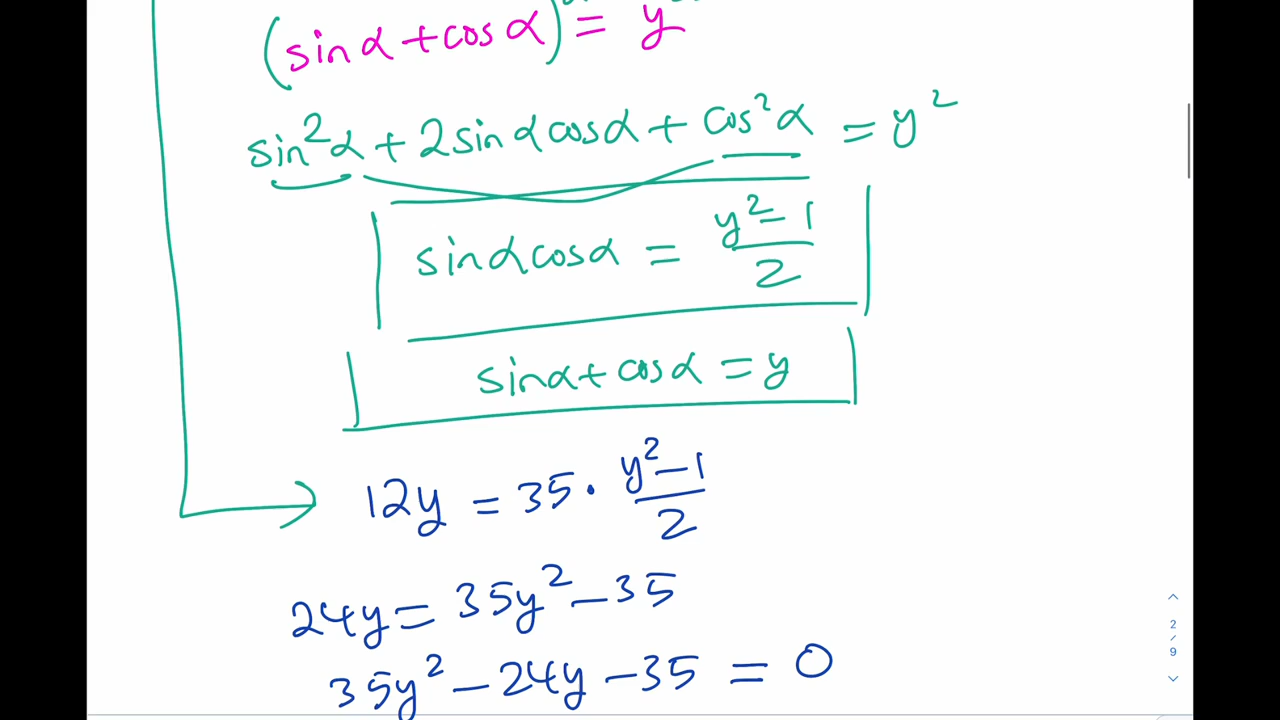 (sinα + cosα)² = y²
sin²α + 2sinαcosα + cos²α = y²
sinαcosα = (y² − 1)/2
sinα + cosα = y
12y = 35 · (y² − 1)/2
24y = 35y² − 35
35y² − 24y − 35 = 0
2
/
9